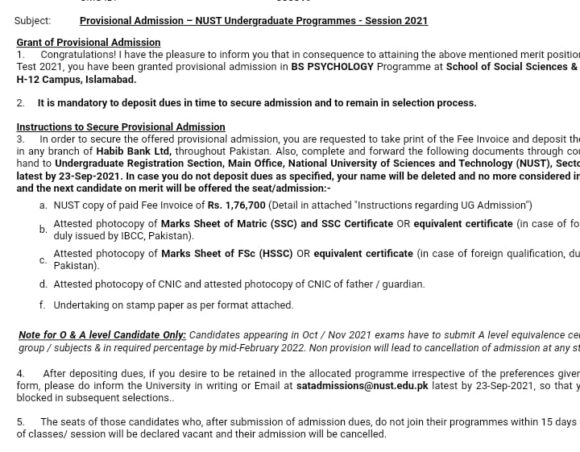 Subject: Provisional Admission – NUST Undergraduate Programmes - Session 2021
Grant of Provisional Admission
1. Congratulations! I have the pleasure to inform you that in consequence to attaining the above mentioned merit position
Test 2021, you have been granted provisional admission in BS PSYCHOLOGY Programme at School of Social Sciences &
H-12 Campus, Islamabad.
2. It is mandatory to deposit dues in time to secure admission and to remain in selection process.
Instructions to Secure Provisional Admission
3. In order to secure the offered provisional admission, you are requested to take print of the Fee Invoice and deposit the
in any branch of Habib Bank Ltd, throughout Pakistan. Also, complete and forward the following documents through cou
hand to Undergraduate Registration Section, Main Office, National University of Sciences and Technology (NUST), Secto
latest by 23-Sep-2021. In case you do not deposit dues as specified, your name will be deleted and no more considered in
and the next candidate on merit will be offered the seat/admission:-
a. NUST copy of paid Fee Invoice of Rs. 1,76,700 (Detail in attached "Instructions regarding UG Admission")
b. Attested photocopy of Marks Sheet of Matric (SSC) and SSC Certificate OR equivalent certificate (in case of fo
duly issued by IBCC, Pakistan).
c. Attested photocopy of Marks Sheet of FSc (HSSC) OR equivalent certificate (in case of foreign qualification, du
Pakistan).
d. Attested photocopy of CNIC and attested photocopy of CNIC of father / guardian.
f. Undertaking on stamp paper as per format attached.
Note for O & A level Candidate Only: Candidates appearing in Oct / Nov 2021 exams have to submit A level equivalence ce
group / subjects & in required percentage by mid-February 2022. Non provision will lead to cancellation of admission at any st
4. After depositing dues, if you desire to be retained in the allocated programme irrespective of the preferences given
form, please do inform the University in writing or Email at satadmissions@nust.edu.pk latest by 23-Sep-2021, so that y
blocked in subsequent selections..
5. The seats of those candidates who, after submission of admission dues, do not join their programmes within 15 days
of classes/ session will be declared vacant and their admission will be cancelled.